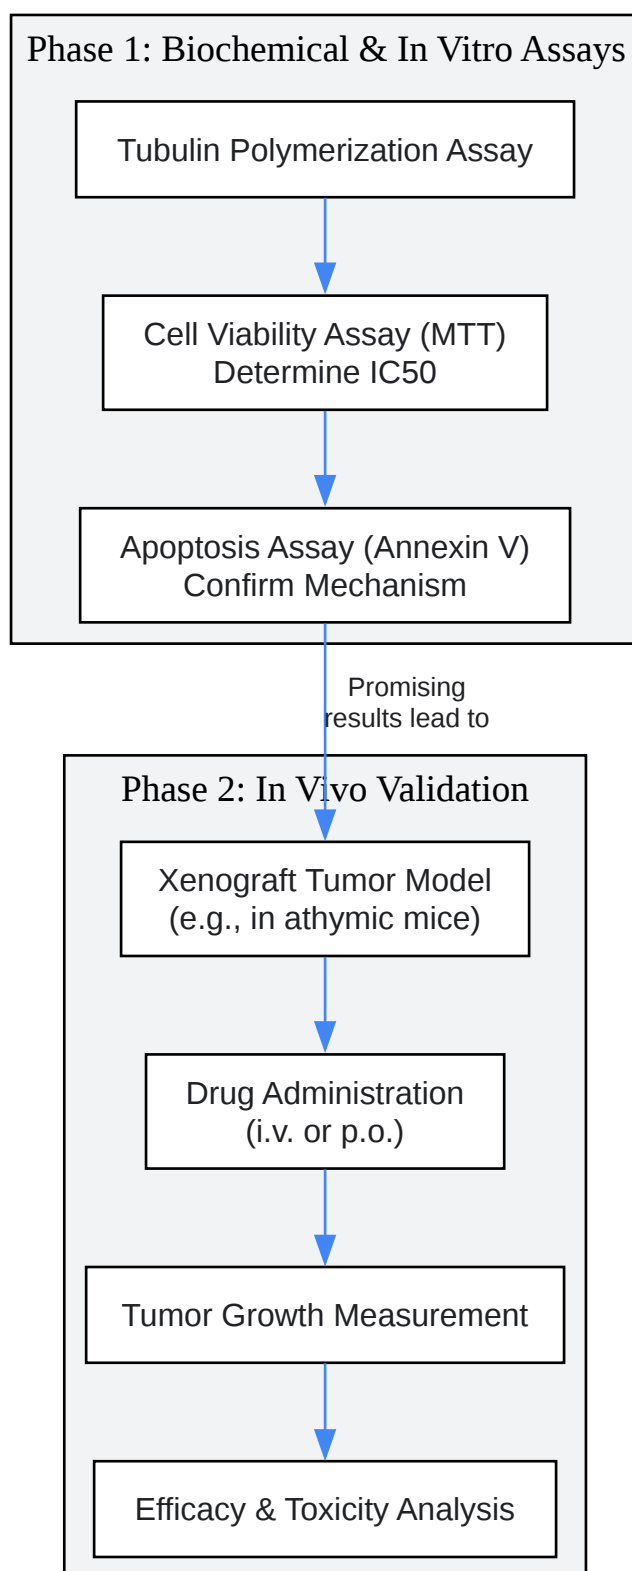 Phase 1: Biochemical & In Vitro Assays
Tubulin Polymerization Assay
Cell Viability Assay (MTT)
Determine IC50
Apoptosis Assay (Annexin V)
Confirm Mechanism
Promising
results lead to
Phase 2: In Vivo Validation
Xenograft Tumor Model
(e.g., in athymic mice)
Drug Administration
(i.v. or p.o.)
Tumor Growth Measurement
Efficacy & Toxicity Analysis